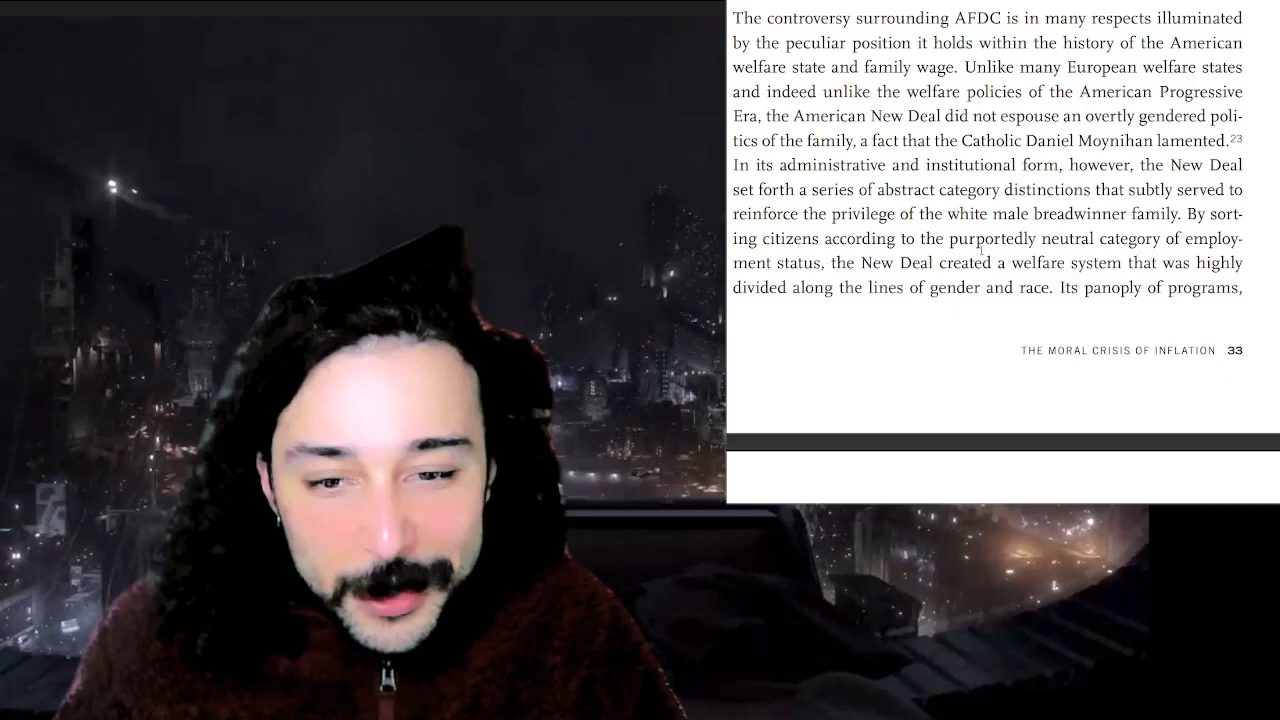 The controversy surrounding AFDC is in many respects illuminated
by the peculiar position it holds within the history of the American
welfare state and family wage. Unlike many European welfare states
and indeed unlike the welfare policies of the American Progressive
Era, the American New Deal did not espouse an overtly gendered poli-
tics of the family, a fact that the Catholic Daniel Moynihan lamented.23
In its administrative and institutional form, however, the New Deal
set forth a series of abstract category distinctions that subtly served to
reinforce the privilege of the white male breadwinner family. By sort-
ing citizens according to the purportedly neutral category of employ-
ment status, the New Deal created a welfare system that was highly
divided along the lines of gender and race. Its panoply of programs,
THE MORAL CRISIS OF INFLATION 33